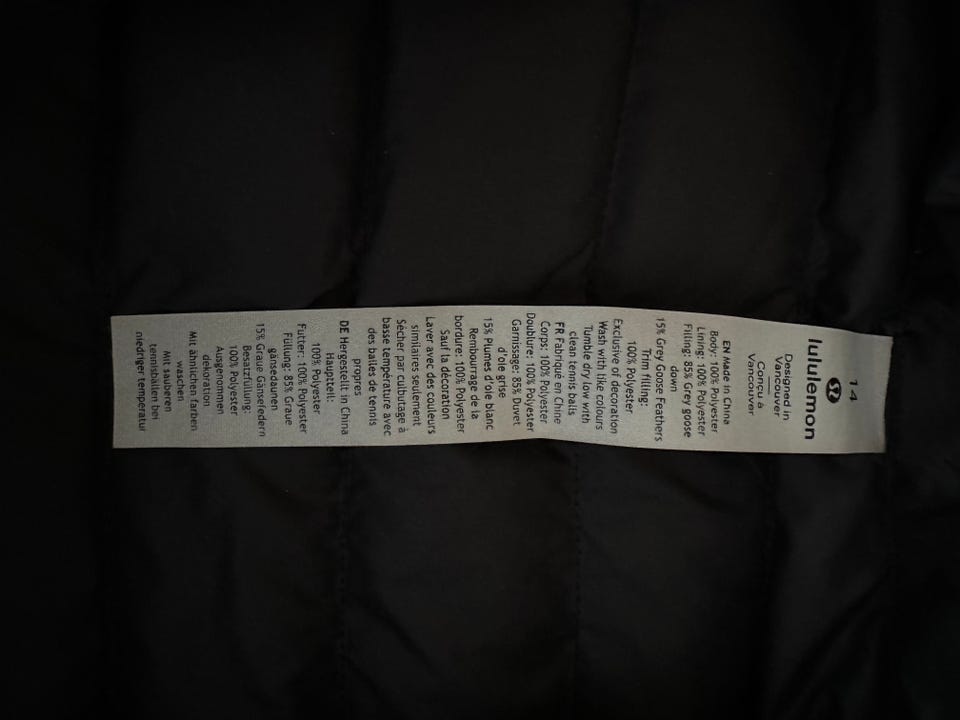 14
lululemon
Designed in
Vancouver
Conçu à
Vancouver
EN Made in China
Body: 100% Polyester
Lining: 100% Polyester
Filling: 85% Grey goose
down
15% Grey Goose Feathers
Trim filling:
100% Polyester
Exclusive of decoration
Wash with like colours
Tumble dry low with
clean tennis balls
FR Fabriqué en Chine
Corps: 100% Polyester
Doublure: 100% Polyester
Garnissage: 85% Duvet
d'oie grise
15% Plumes d'oie blanc
Rembourrage de la
bordure: 100% Polyester
Sauf la décoration
Laver avec des couleurs
similaires seulement
Sécher par culbutage à
basse temperature avec
des balles de tennis
propres
DE Hergestellt in China
Hauptteil:
100% Polyester
Futter: 100% Polyester
Füllung: 85% Graue
gänsedaunen
15% Graue Gänsefedern
Besatzfüllung:
100% Polyester
Ausgenommen
dekoration
Mit ähnlichen farben
waschen
Mit sauberen
tennisbällen bei
niedriger temperatur